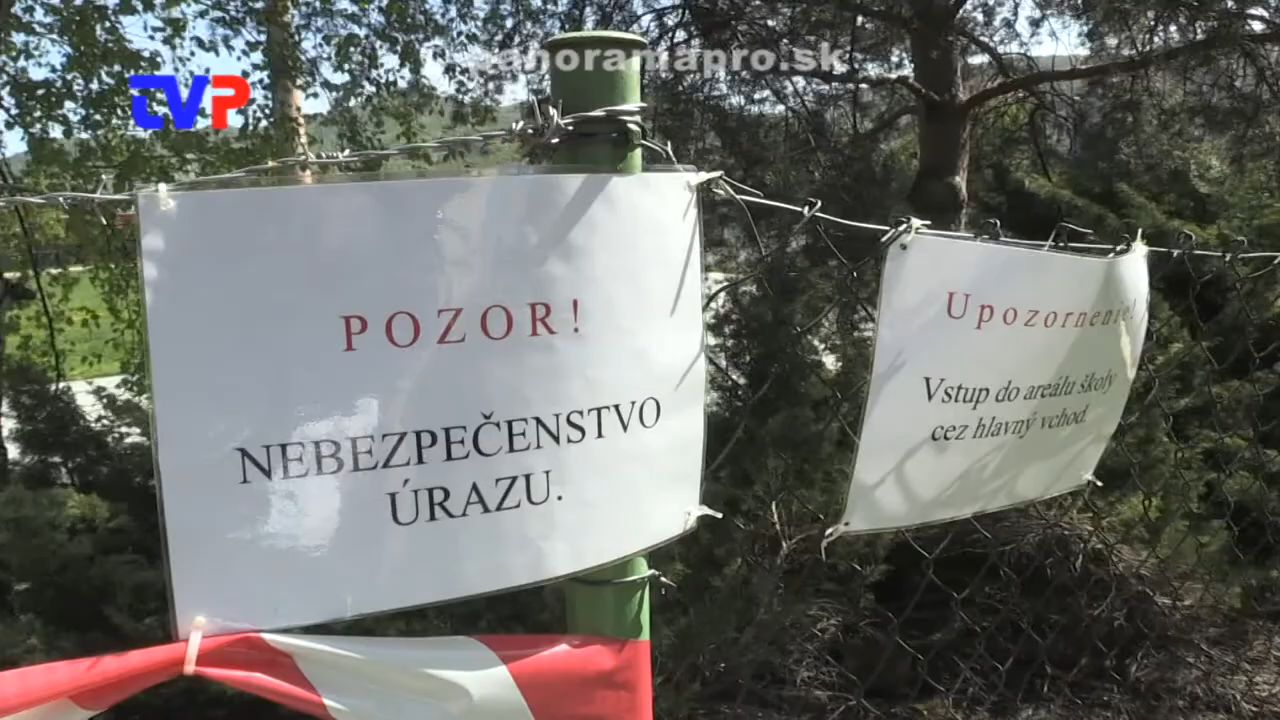 panoramapro.sk
TVP
POZOR!
NEBEZPEČENSTVO
ÚRAZU.
Upozornenie!
Vstup do areálu školy
cez hlavný vchod.